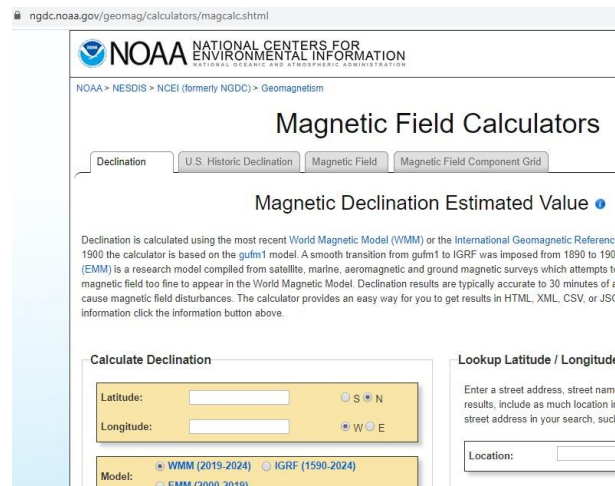 ngdc.noaa.gov/geomag/calculators/magcalc.shtml
NOAA NATIONAL CENTERS FOR
ENVIRONMENTAL INFORMATION
NATIONAL OCEANIC AND ATMOSPHERIC ADMINISTRATION
NOAA > NESDIS > NCEI (formerly NGDC) > Geomagnetism
Magnetic Field Calculators
Declination U.S. Historic Declination Magnetic Field Magnetic Field Component Grid
Magnetic Declination Estimated Value
Declination is calculated using the most recent World Magnetic Model (WMM) or the International Geomagnetic Referenc
1900 the calculator is based on the gufm1 model. A smooth transition from gufm1 to IGRF was imposed from 1890 to 190
(EMM) is a research model compiled from satellite, marine, aeromagnetic and ground magnetic surveys which attempts t
magnetic field too fine to appear in the World Magnetic Model. Declination results are typically accurate to 30 minutes of a
cause magnetic field disturbances. The calculator provides an easy way for you to get results in HTML, XML, CSV, or JS
information click the information button above.
Calculate Declination
Latitude: S N
Longitude: W E
Model: WMM (2019-2024) IGRF (1590-2024)
EMM (2000-2019)
Lookup Latitude / Longitude
Enter a street address, street nam
results, include as much location i
street address in your search, suc
Location: